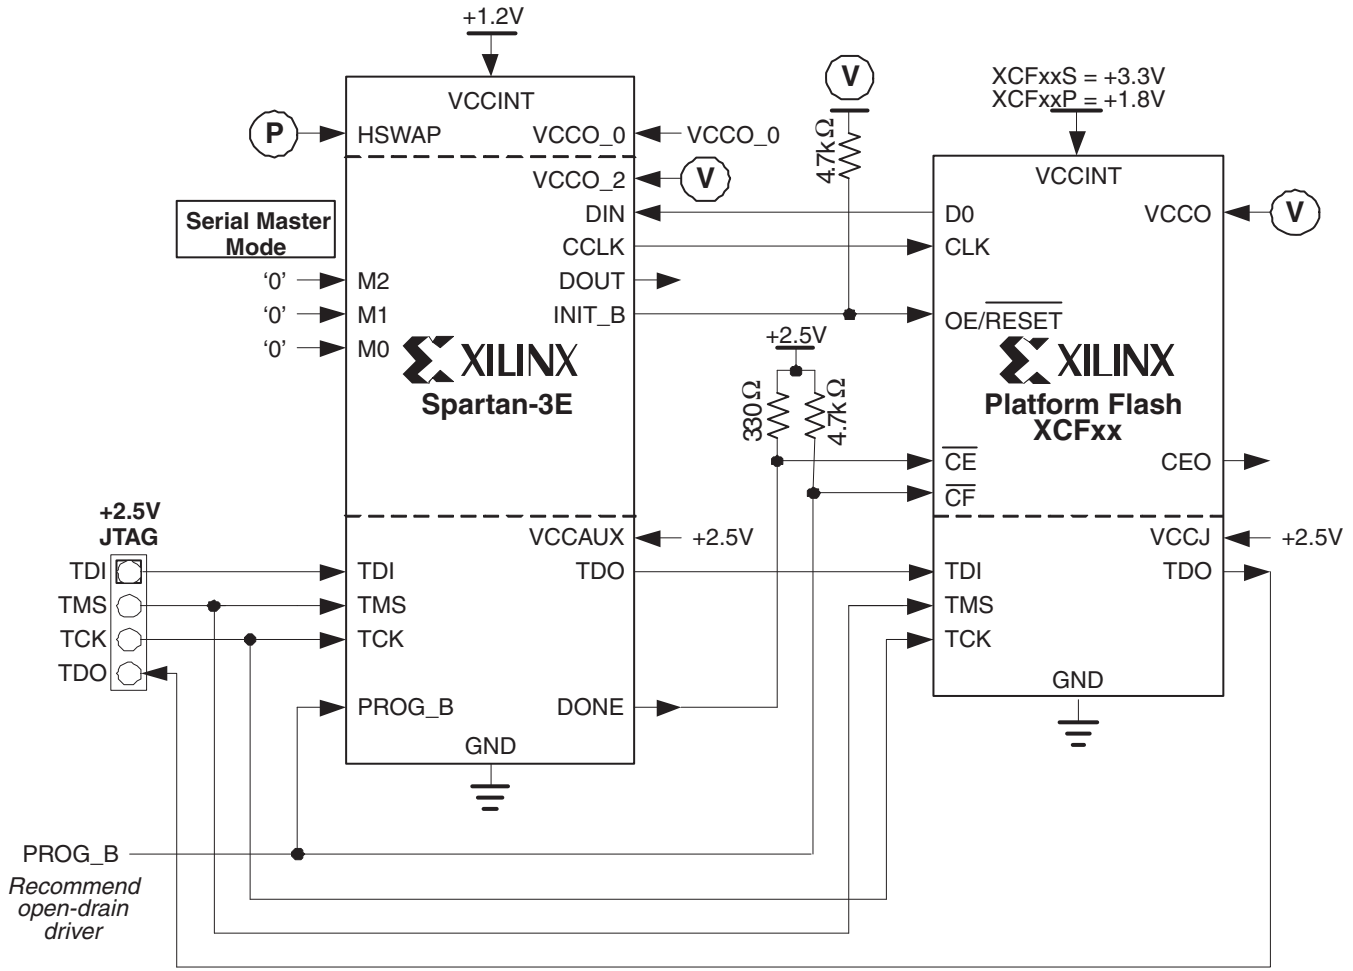 +1.2V
XCFxxS = +3.3V
XCFxxP = +1.8V
V
P
VCCINT
HSWAP
VCCO_0
VCCO_0
4.7kΩ
VCCINT
VCCO_2
V
Serial Master
Mode
DIN
D0
VCCO
V
CCLK
CLK
'0'
M2
DOUT
'0'
M1
INIT_B
OE/RESET
'0'
M0
+2.5V
XILINX
Spartan-3E
XILINX
Platform Flash
XCFxx
330Ω
4.7kΩ
CE
CEO
CF
+2.5V
JTAG
VCCAUX
+2.5V
VCCJ
+2.5V
TDI
TDI
TDO
TDI
TDO
TMS
TMS
TMS
TCK
TCK
TCK
TDO
GND
PROG_B
DONE
GND
PROG_B
Recommend
open-drain
driver